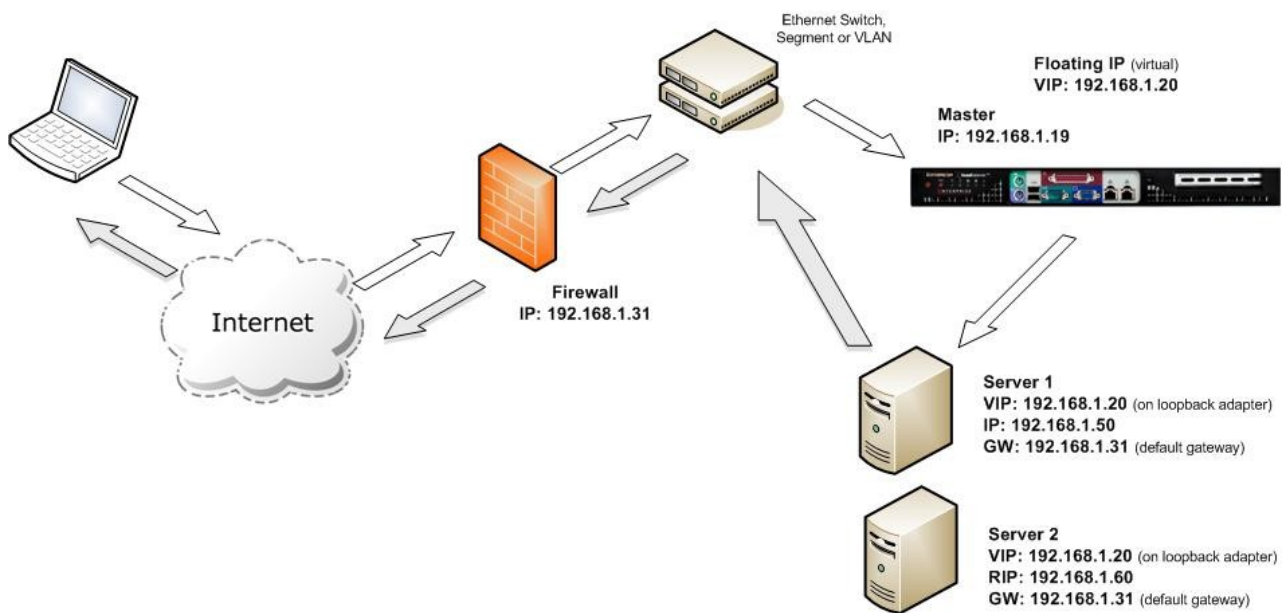 Ethernet Switch,
Segment or VLAN
Floating IP (virtual)
VIP: 192.168.1.20
Master
IP: 192.168.1.19
Firewall
IP: 192.168.1.31
Internet
Server 1
VIP: 192.168.1.20 (on loopback adapter)
IP: 192.168.1.50
GW: 192.168.1.31 (default gateway)
Server 2
VIP: 192.168.1.20 (on loopback adapter)
RIP: 192.168.1.60
GW: 192.168.1.31 (default gateway)